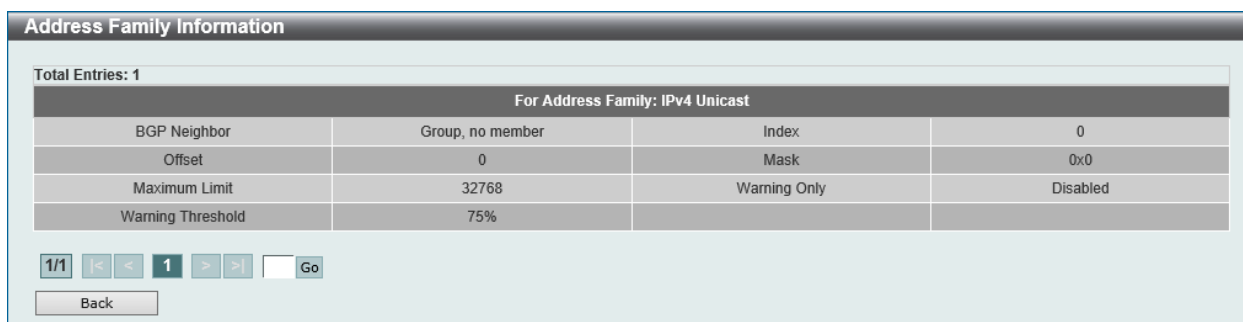 Address Family Information
Total Entries: 1
For Address Family: IPv4 Unicast
BGP Neighbor Group, no member Index 0
Offset 0 Mask 0x0
Maximum Limit 32768 Warning Only Disabled
Warning Threshold 75%
1/1 |< < 1 > >| Go
Back